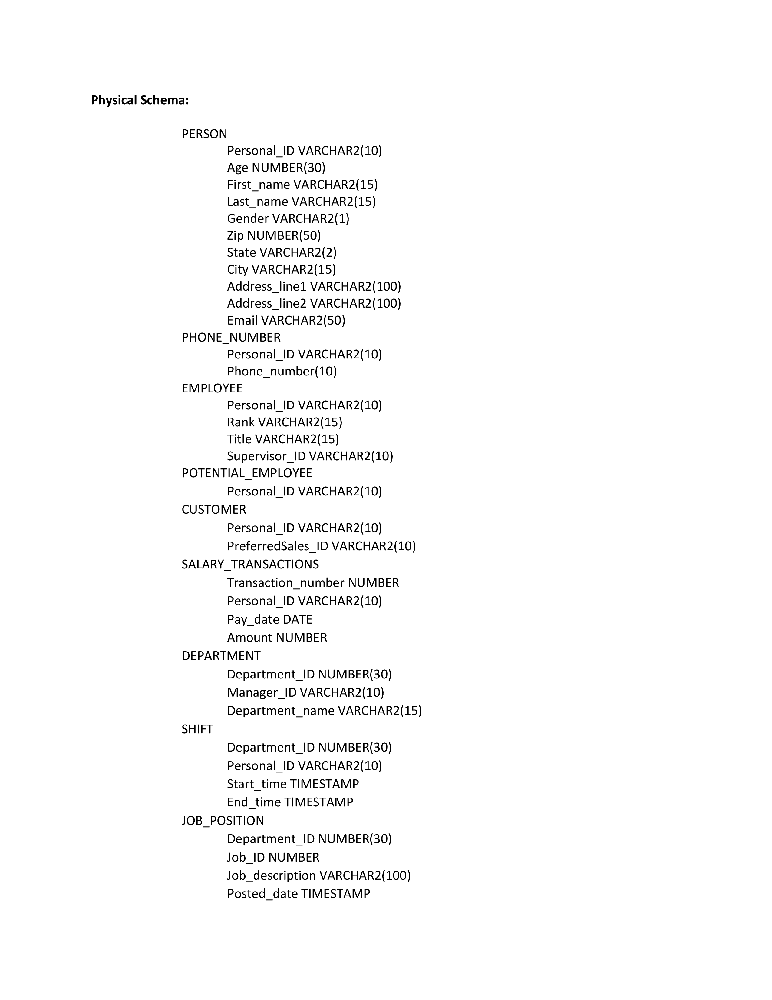 Physical Schema:
PERSON
Personal_ID VARCHAR2(10)
Age NUMBER(30)
First_name VARCHAR2(15)
Last_name VARCHAR2(15)
Gender VARCHAR2(1)
Zip NUMBER(50)
State VARCHAR2(2)
City VARCHAR2(15)
Address_line1 VARCHAR2(100)
Address_line2 VARCHAR2(100)
Email VARCHAR2(50)
PHONE_NUMBER
Personal_ID VARCHAR2(10)
Phone_number(10)
EMPLOYEE
Personal_ID VARCHAR2(10)
Rank VARCHAR2(15)
Title VARCHAR2(15)
Supervisor_ID VARCHAR2(10)
POTENTIAL_EMPLOYEE
Personal_ID VARCHAR2(10)
CUSTOMER
Personal_ID VARCHAR2(10)
PreferredSales_ID VARCHAR2(10)
SALARY_TRANSACTIONS
Transaction_number NUMBER
Personal_ID VARCHAR2(10)
Pay_date DATE
Amount NUMBER
DEPARTMENT
Department_ID NUMBER(30)
Manager_ID VARCHAR2(10)
Department_name VARCHAR2(15)
SHIFT
Department_ID NUMBER(30)
Personal_ID VARCHAR2(10)
Start_time TIMESTAMP
End_time TIMESTAMP
JOB_POSITION
Department_ID NUMBER(30)
Job_ID NUMBER
Job_description VARCHAR2(100)
Posted_date TIMESTAMP